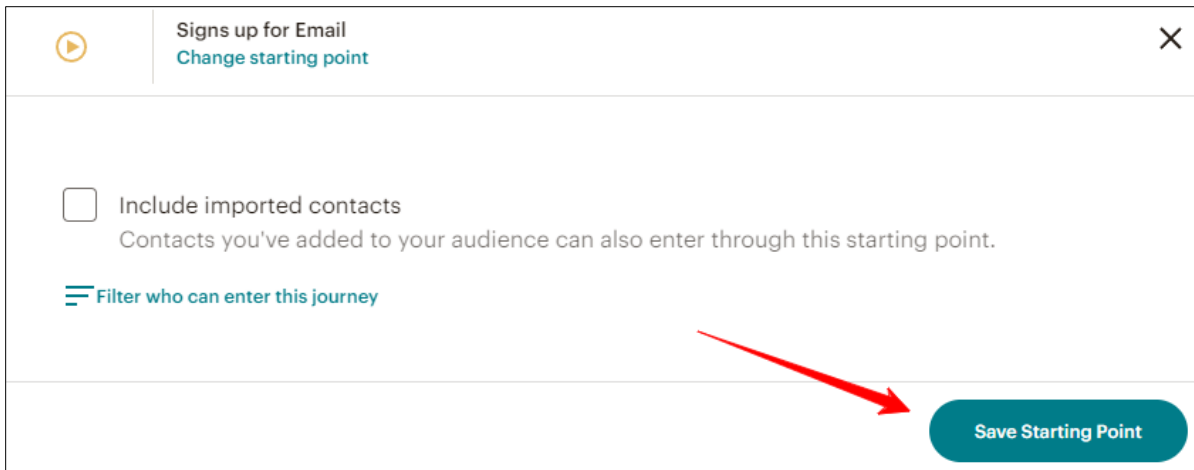 Signs up for Email
Change starting point
Include imported contacts
Contacts you've added to your audience can also enter through this starting point.
Filter who can enter this journey
Save Starting Point